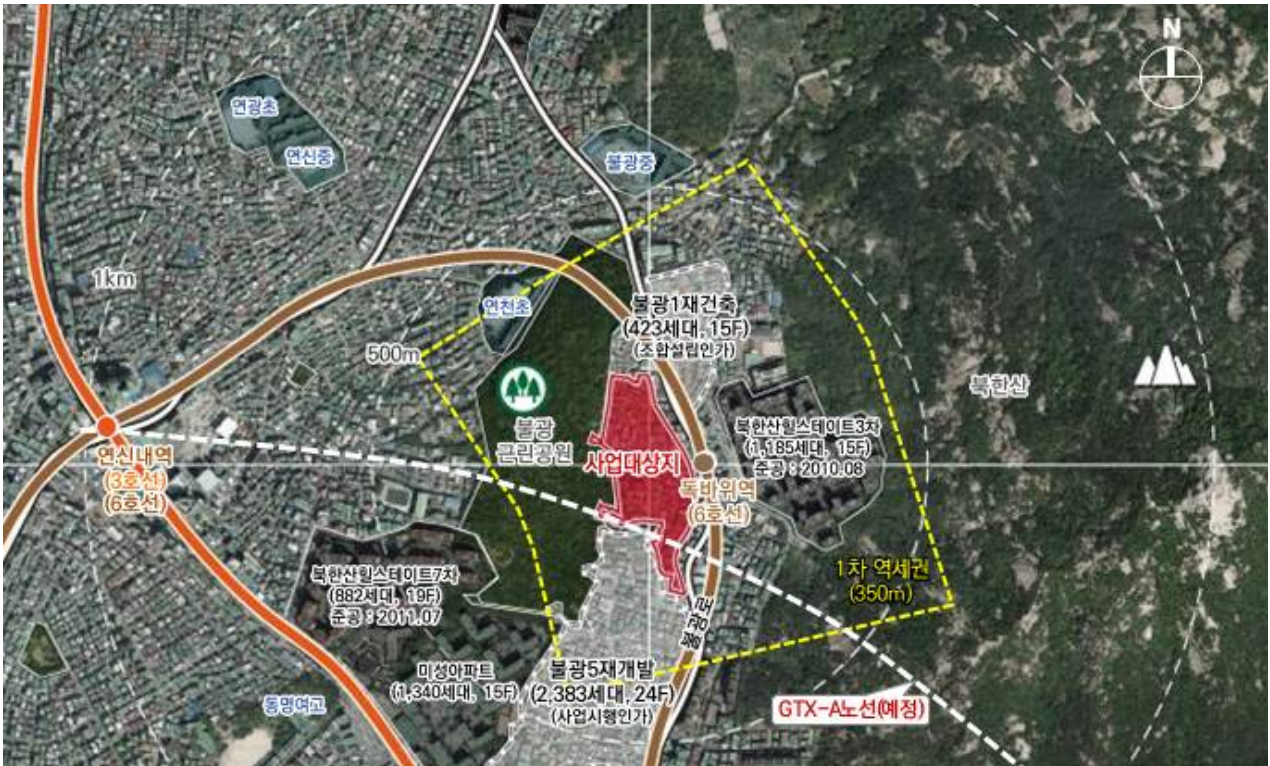 N
연광초
연신중
불광중
1km
연천초
불광1재건축
(423세대, 15F)
(조합설립인가)
500m
북한산
불광
근린공원
북한산힐스테이트3차
(1,185세대, 15F)
준공 : 2010.08
사업대상지
연신내역
(3호선)
(6호선)
독바위역
(6호선)
1차 역세권
(350m)
북한산힐스테이트7차
(882세대, 19F)
준공 : 2011.07
불광로
미성아파트
(1,340세대, 15F)
불광5재개발
(2,383세대, 24F)
(사업시행인가)
동명여고
GTX-A노선(예정)